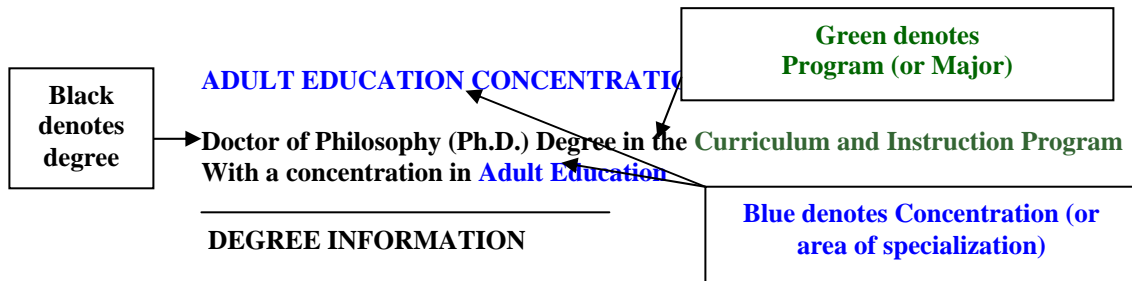 Green denotes
Program (or Major)
ADULT EDUCATION CONCENTRATIO
Black
denotes
degree
Doctor of Philosophy (Ph.D.) Degree in the Curriculum and Instruction Program
With a concentration in Adult Education
Blue denotes Concentration (or
area of specialization)
DEGREE INFORMATION